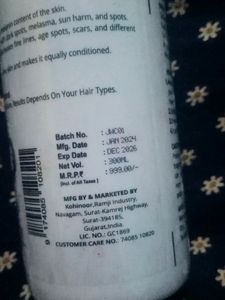 content of the skin.
dark spots, melasma, sun harm, and spots.
fine lines, age spots, scars, and different
skin and makes it equally conditioned.
Results Depends On Your Hair Types.
Batch No. : JWC01
Mfg. Date : JAN 2024
Exp Date : DEC 2026
Net Vol. : 300ML
M.R.P.₹ : 999.00/-
(Incl. of All Taxes)
MFG BY & MARKETED BY
Kohinoor, Ramji Industry,
Navagam, Surat-Kamrej Highway,
Surat-394185,
Gujarat,India.
LIC. NO.: GC1869
CUSTOMER CARE NO.: 74085 10820